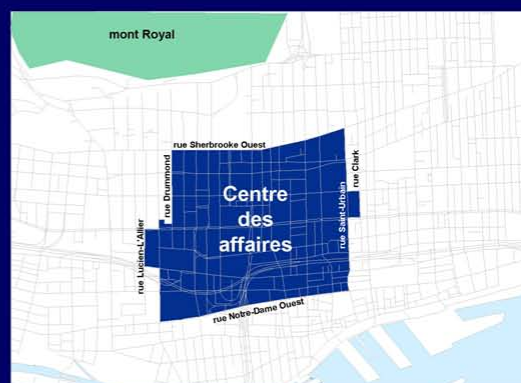 mont Royal
rue Sherbrooke Ouest
rue Drummond
rue Clark
Centre
des
affaires
rue Saint-Urbain
rue Lucien-L'Allier
rue Notre-Dame Ouest